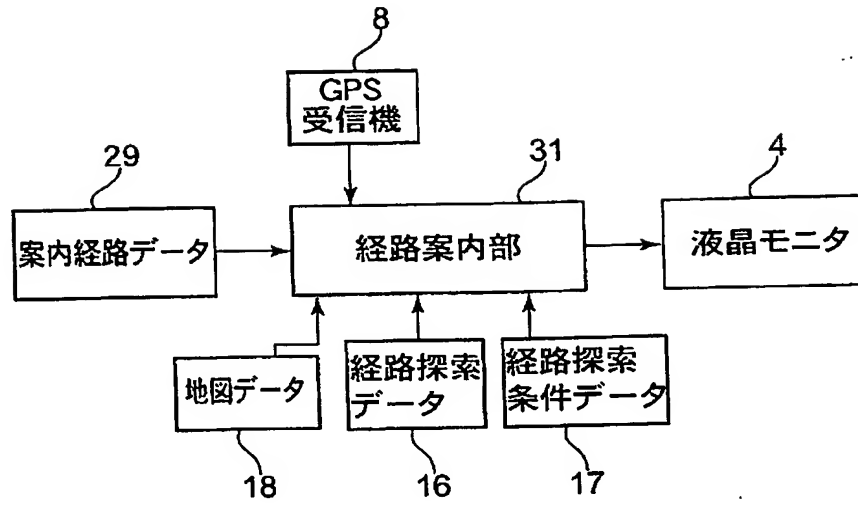 8
GPS
受信機
29
31
4
案内経路データ
経路案内部
液晶モニタ
地図データ
経路探索
データ
経路探索
条件データ
18
16
17